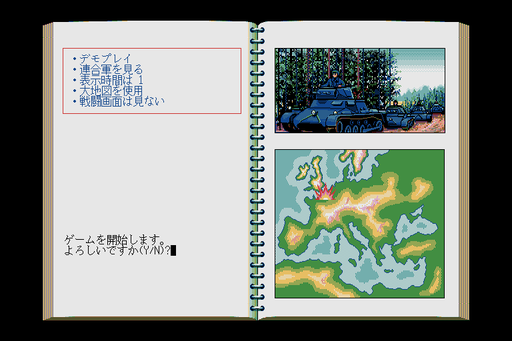 ・デモプレイ
・連合軍を見る
・表示時間は 1
・大地図を使用
・戦闘画面は見ない
ゲームを開始します。
よろしいですか(Y/N)?